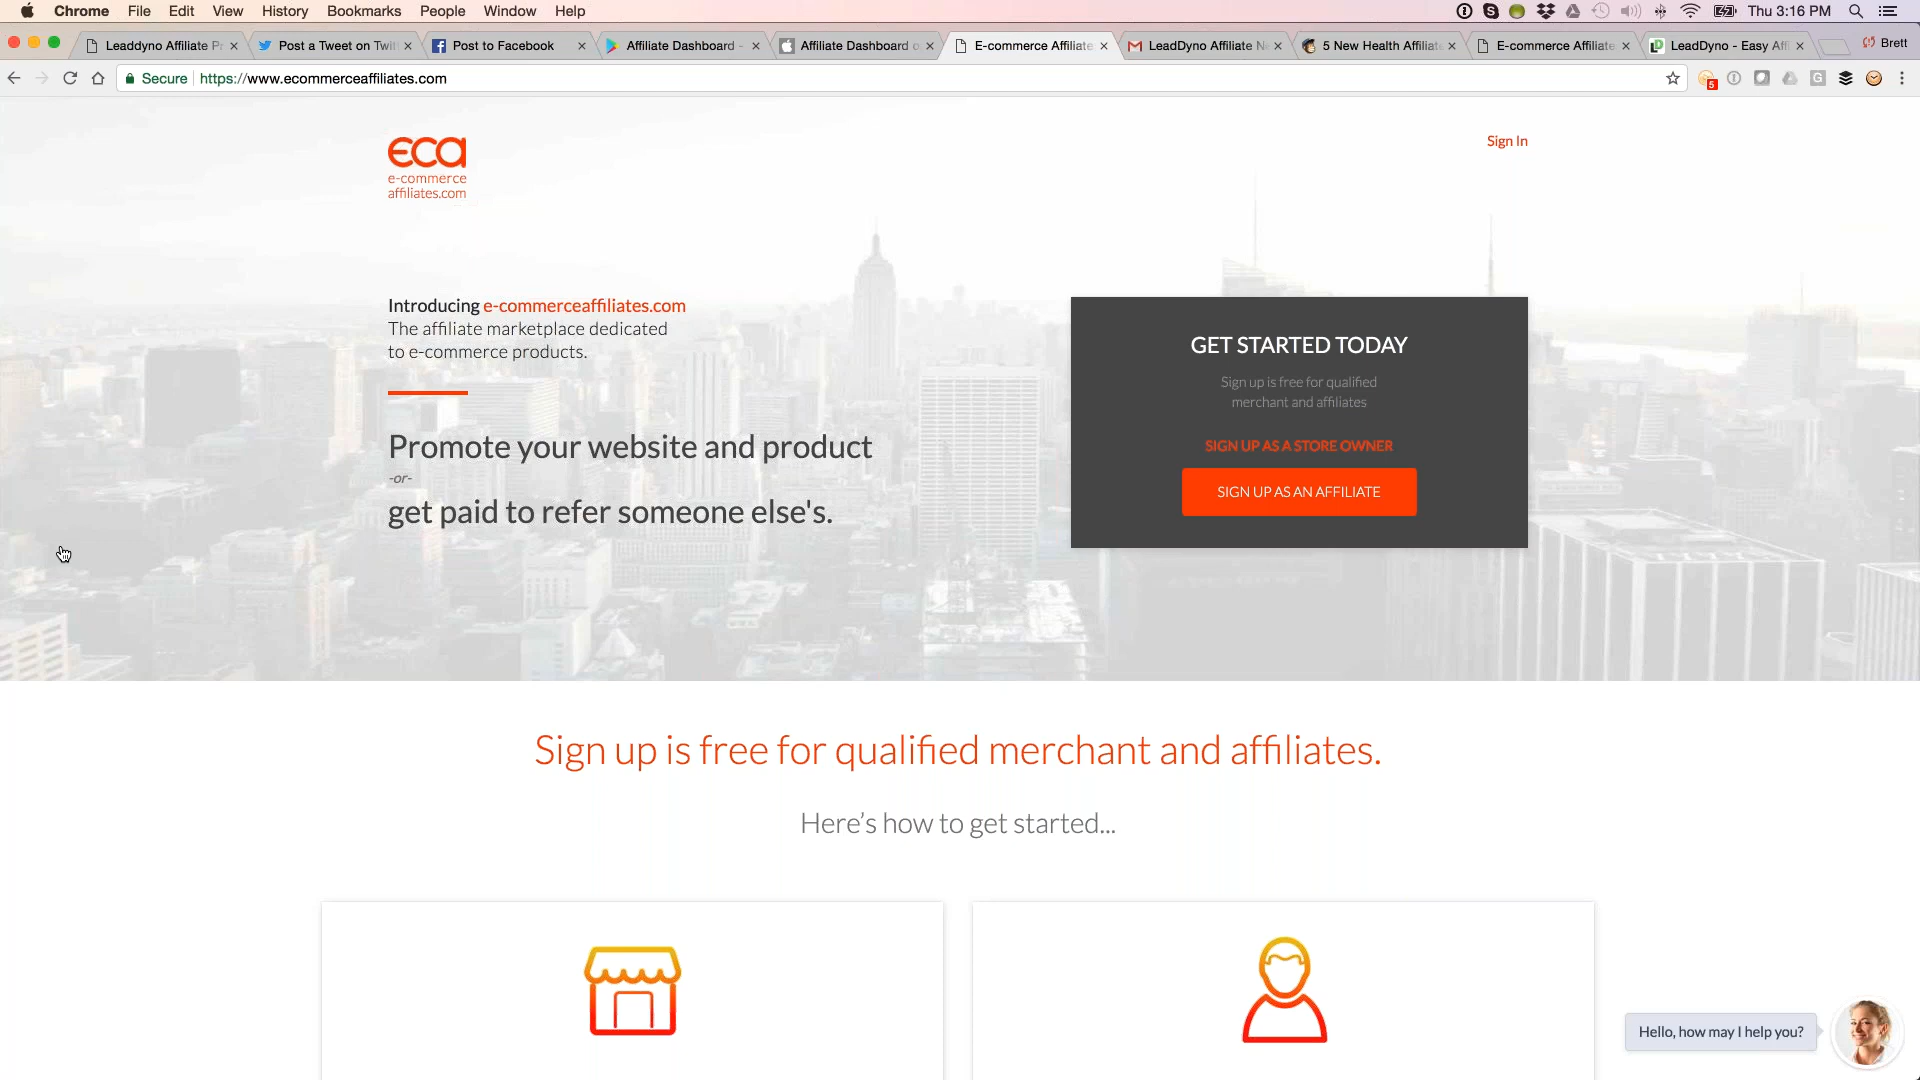 Chrome File Edit View History Bookmarks People Window Help
Thu 3:16 PM
Leaddyno Affiliate Pr
Post a Tweet on Twit
Post to Facebook
Affiliate Dashboard -
Affiliate Dashboard o
E-commerce Affiliate
LeadDyno Affiliate N
5 New Health Affiliat
E-commerce Affiliate
LeadDyno - Easy Affi
Brett
Secure https://www.ecommerceaffiliates.com
5
eca
e-commerce
affiliates.com
Sign In
Introducing e-commerceaffiliates.com
The affiliate marketplace dedicated
to e-commerce products.
Promote your website and product
-or-
get paid to refer someone else's.
GET STARTED TODAY
Sign up is free for qualified
merchant and affiliates
SIGN UP AS A STORE OWNER
SIGN UP AS AN AFFILIATE
Sign up is free for qualified merchant and affiliates.
Here’s how to get started...
Hello, how may I help you?